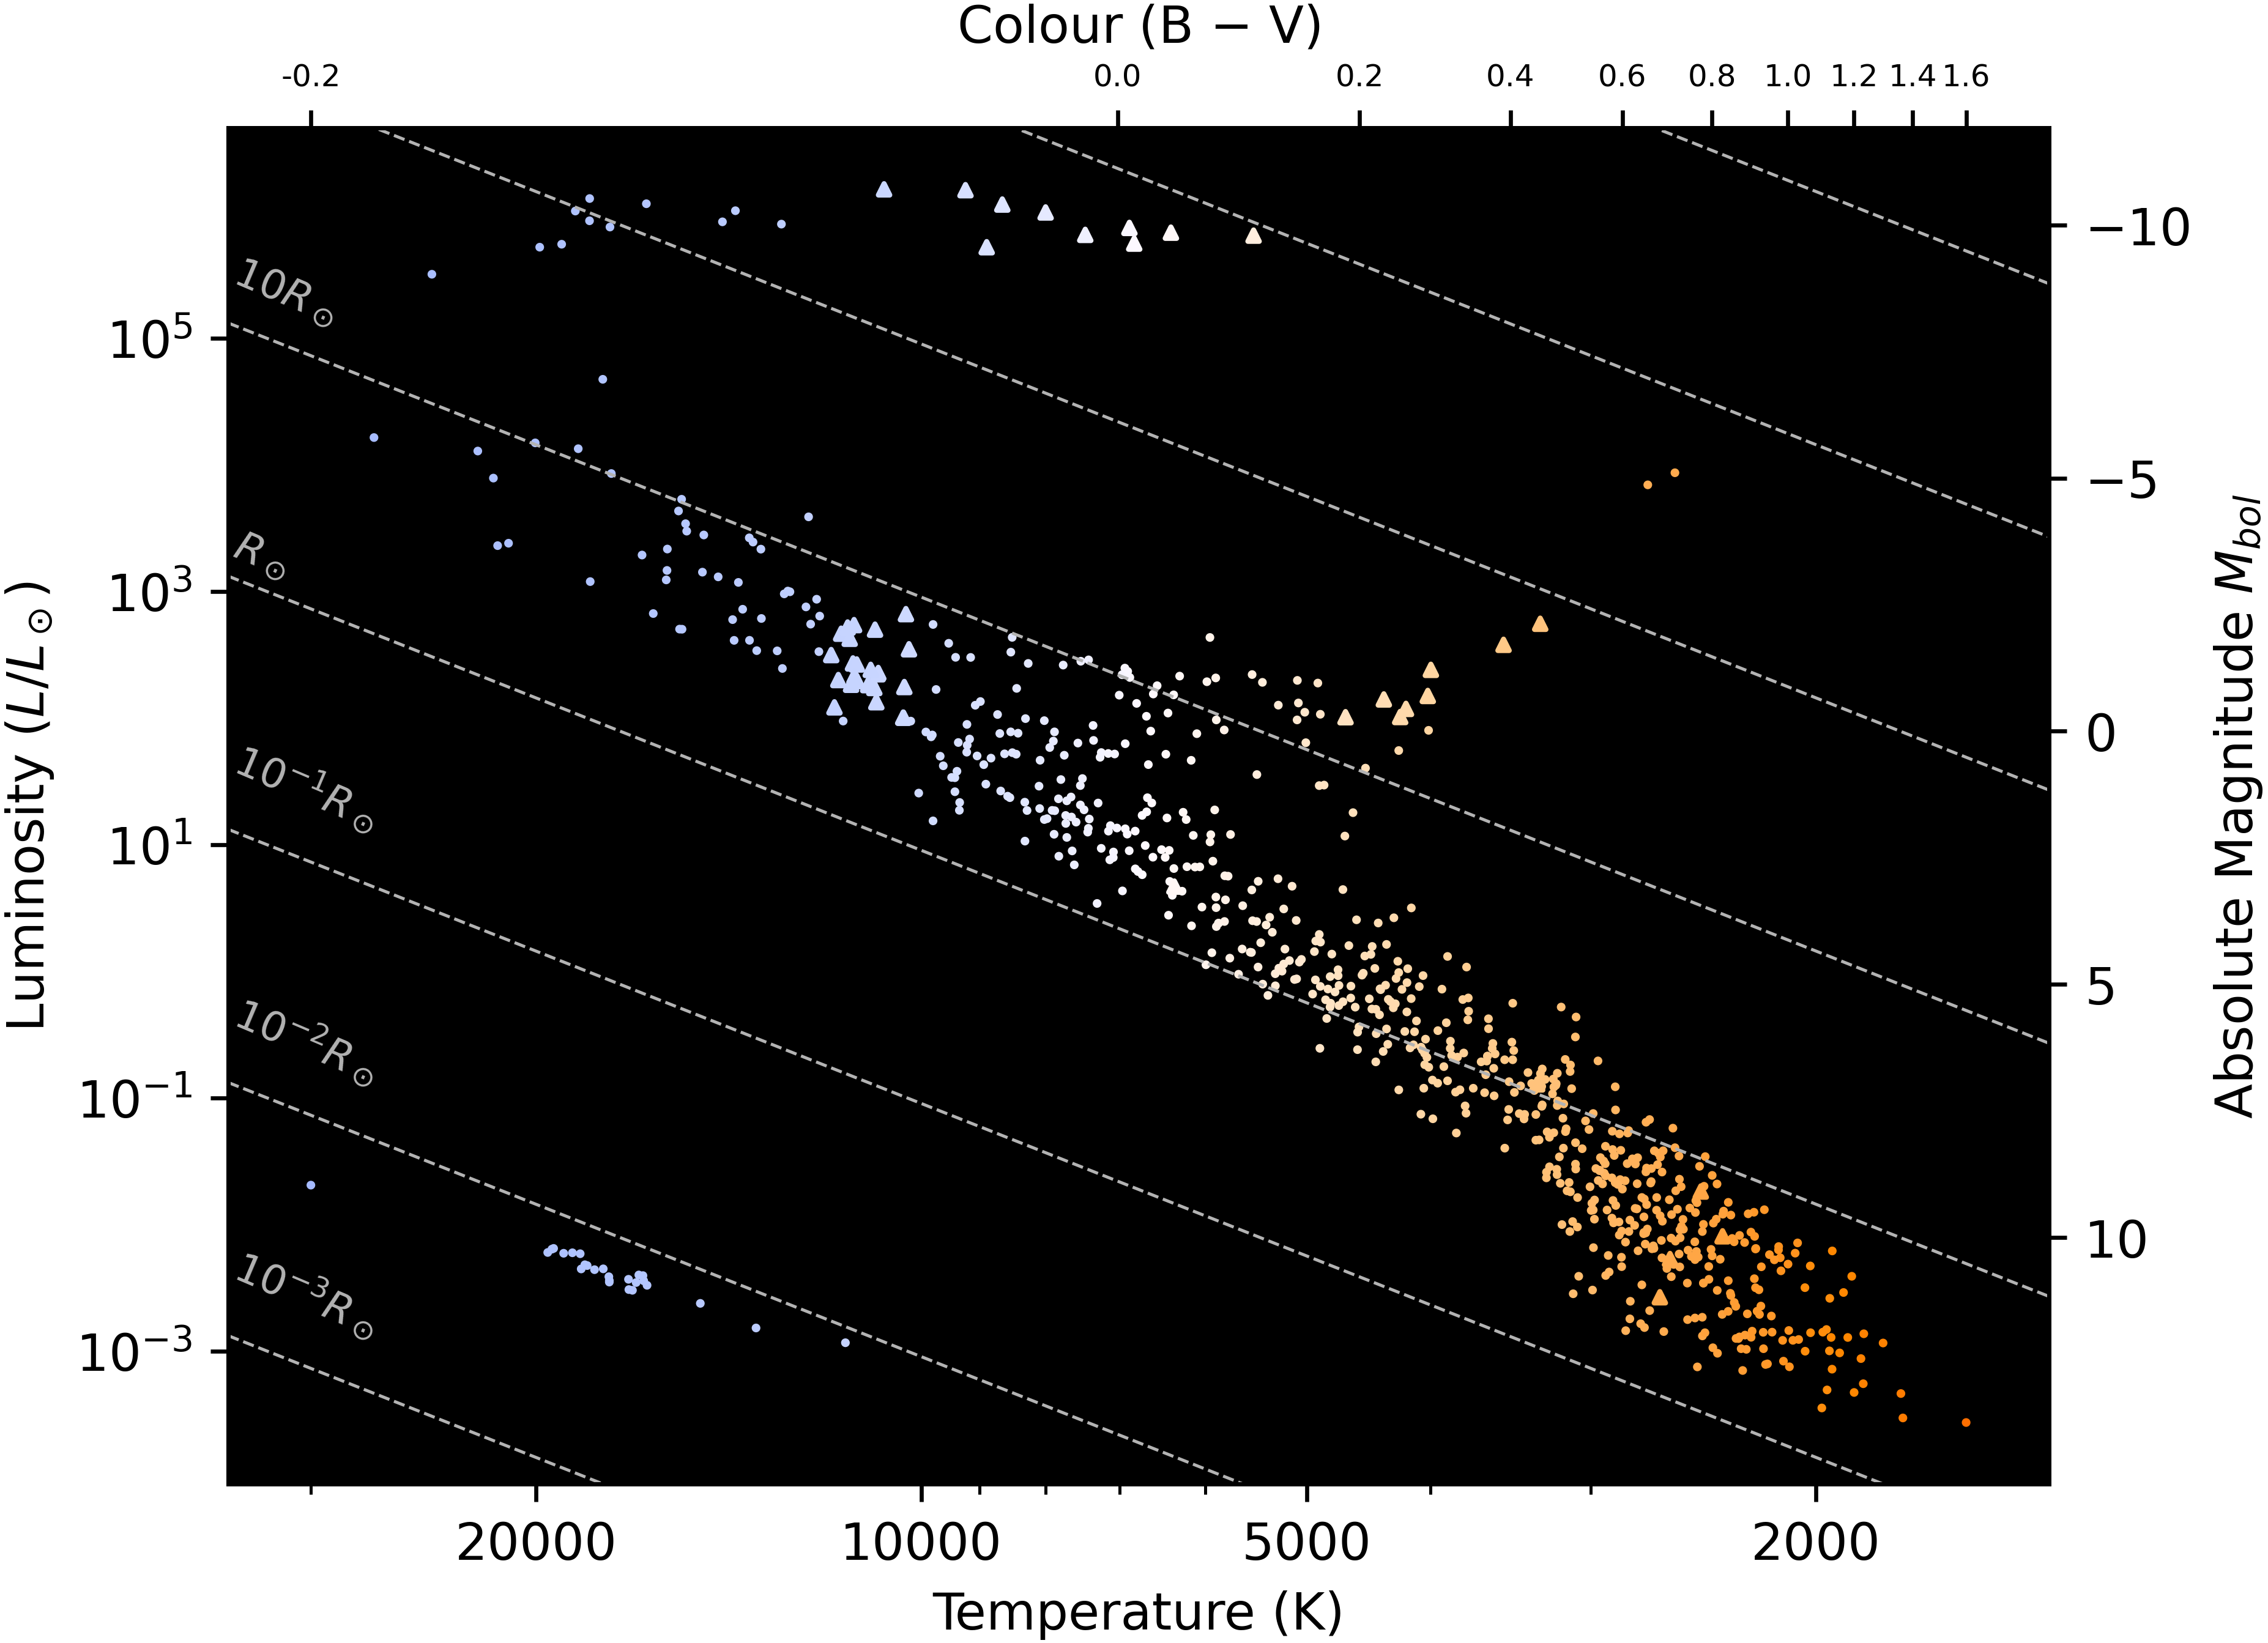 Colour (B − V)
-0.2 0.0 0.2 0.4 0.6 0.8 1.0 1.2 1.4 1.6
Luminosity (L/L⊙)
10⁵
10³
10¹
10⁻¹
10⁻³
10R⊙
R⊙
10⁻¹R⊙
10⁻²R⊙
10⁻³R⊙
−10
−5
0
5
10
Absolute Magnitude M_bol
20000 10000 5000 2000
Temperature (K)